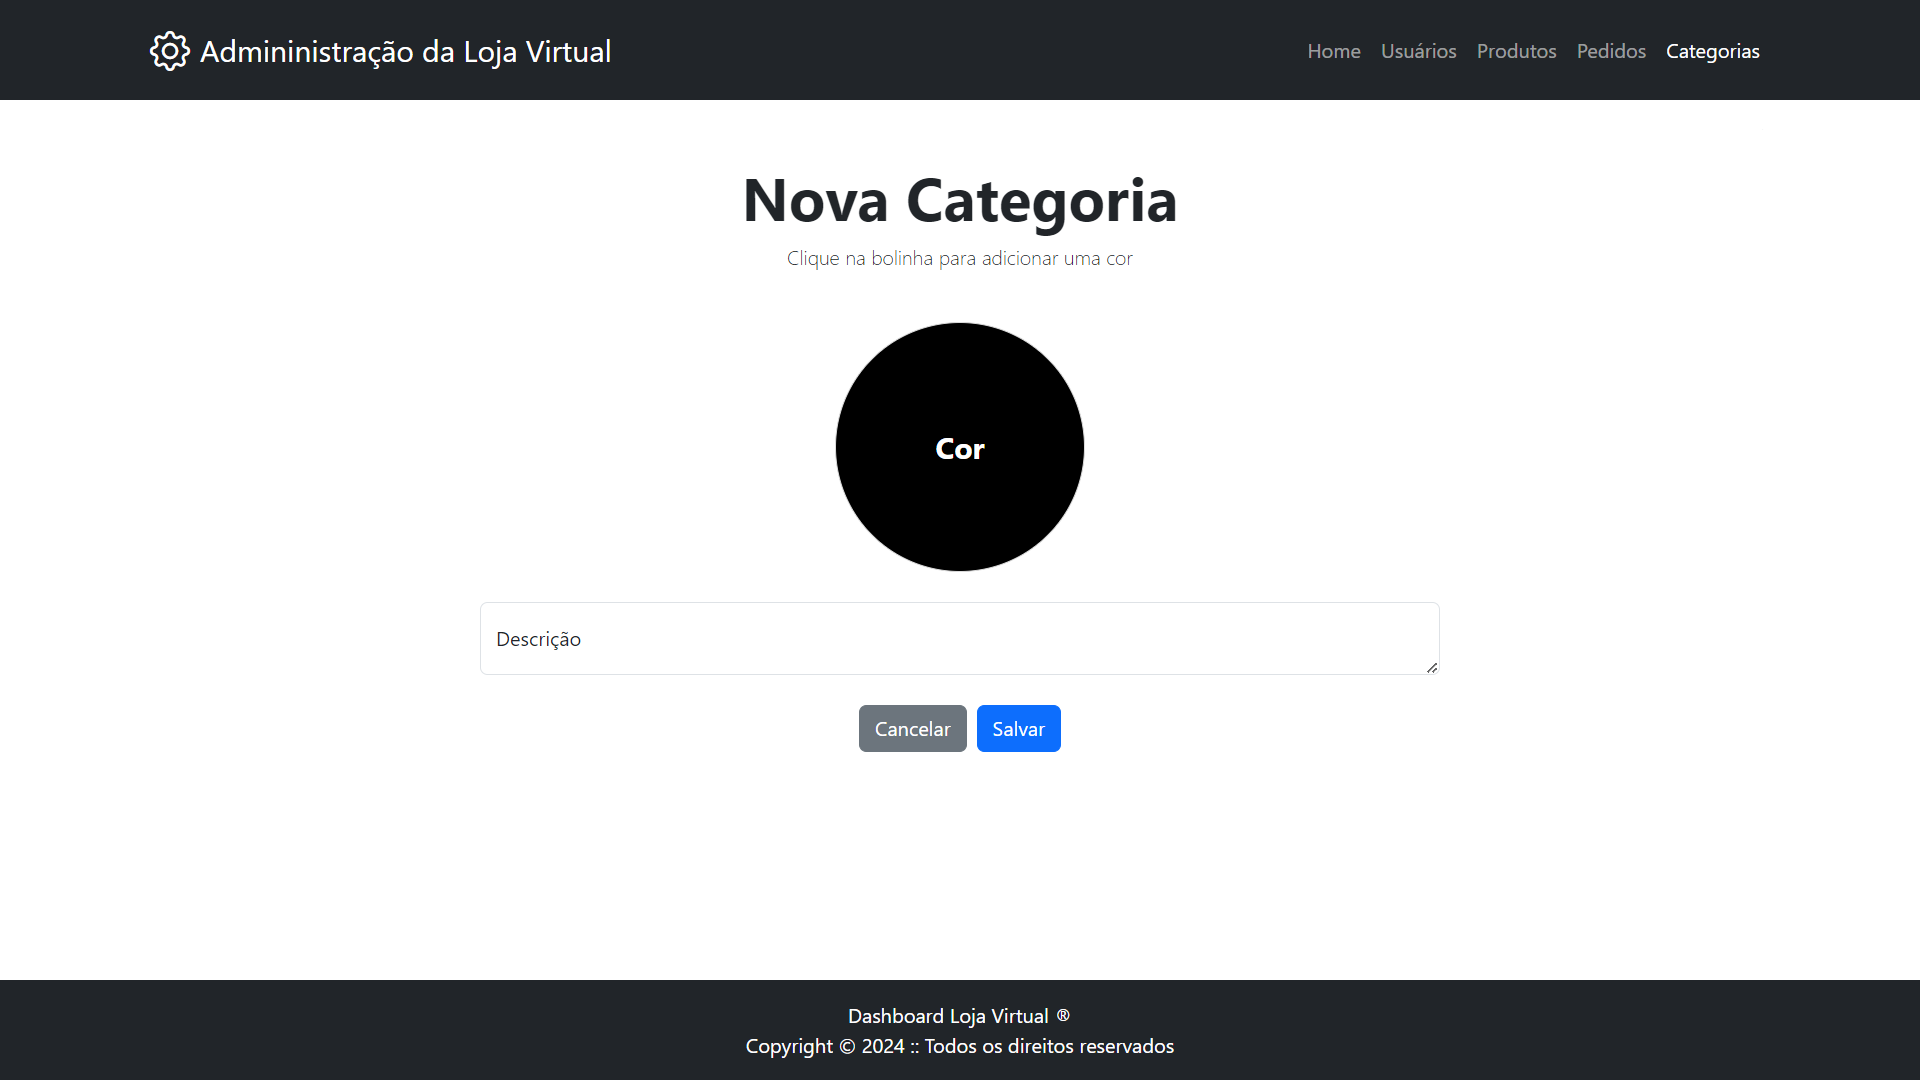 Admininistração da Loja Virtual
Home Usuários Produtos Pedidos Categorias
Nova Categoria
Clique na bolinha para adicionar uma cor
Cor
Descrição
Cancelar Salvar
Dashboard Loja Virtual ®
Copyright © 2024 :: Todos os direitos reservados